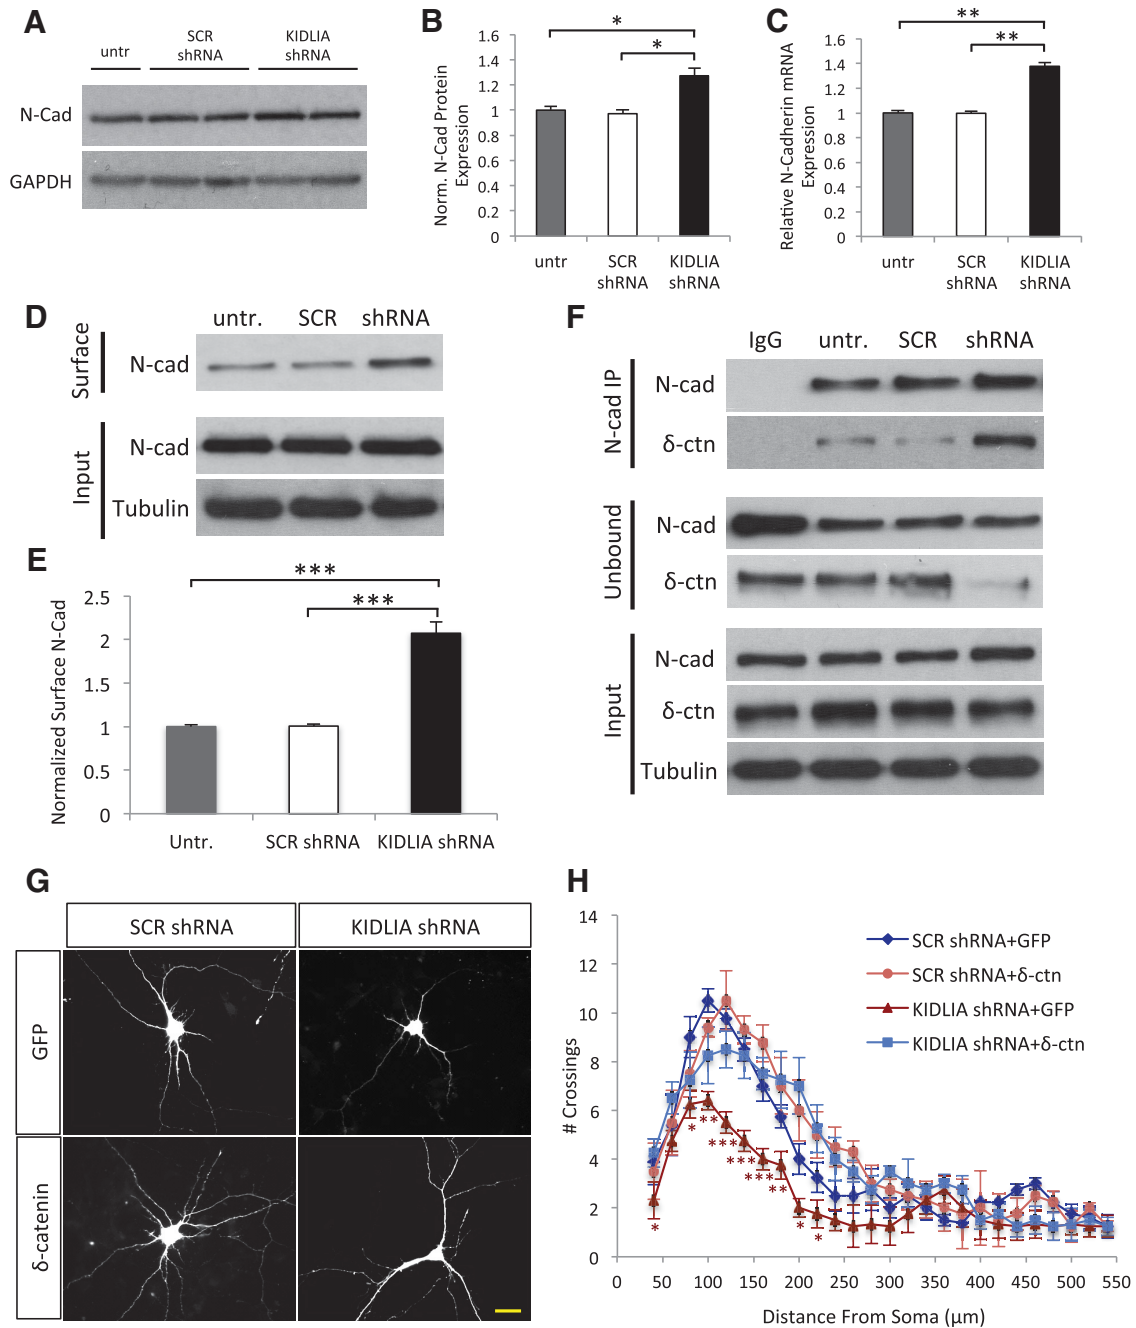 A
untr
SCR
shRNA
KIDLIA
shRNA
N-Cad
GAPDH
B
Norm. N-Cad Protein
Expression
1.6
1.4
1.2
1
0.8
0.6
0.4
0.2
0
*
*
untr
SCR
shRNA
KIDLIA
shRNA
C
Relative N-Cadherin mRNA
Expression
1.6
1.4
1.2
1
0.8
0.6
0.4
0.2
0
**
**
untr
SCR
shRNA
KIDLIA
shRNA
D
untr. SCR shRNA
Surface
N-cad
Input
N-cad
Tubulin
E
Normalized Surface N-Cad
2.5
2
1.5
1
0.5
0
***
***
Untr. SCR shRNA KIDLIA shRNA
F
IgG untr. SCR shRNA
N-cad IP
N-cad
δ-ctn
Unbound
N-cad
δ-ctn
Input
N-cad
δ-ctn
Tubulin
G
SCR shRNA KIDLIA shRNA
GFP
δ-catenin
H
# Crossings
14
12
10
8
6
4
2
0
SCR shRNA+GFP
SCR shRNA+δ-ctn
KIDLIA shRNA+GFP
KIDLIA shRNA+δ-ctn
*
*
**
***
***
***
**
*
*
0 50 100 150 200 250 300 350 400 450 500 550
Distance From Soma (µm)